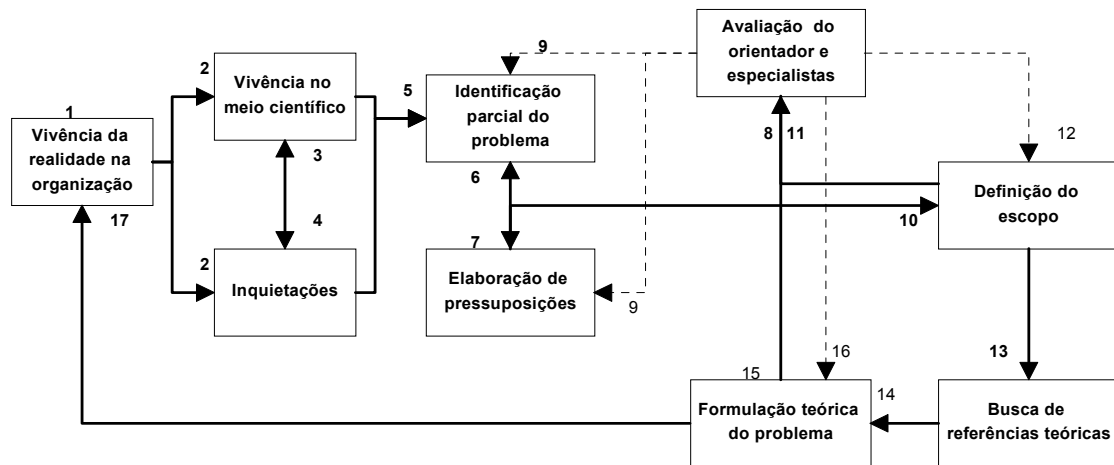 Avaliação do
orientador e
especialistas
9
2
Vivência no
meio científico
5
Identificação
parcial do
problema
1
Vivência da
realidade na
organização
8
11
12
3
6
Definição do
escopo
17
4
10
7
2
Inquietações
Elaboração de
pressuposições
9
16
13
15
14
Formulação teórica
do problema
Busca de
referências teóricas